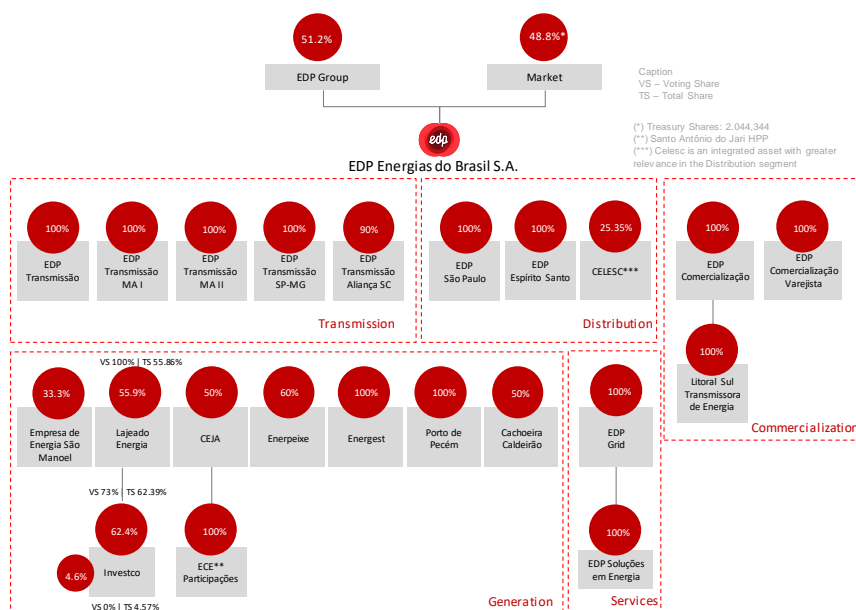 51.2%
48.8%*
EDP Group
Market
Caption
VS – Voting Share
TS – Total Share
(*) Treasury Shares: 2.044,344
(**) Santo Antônio do Jari HPP
(***) Celesc is an integrated asset with greater
relevance in the Distribution segment
edp
EDP Energias do Brasil S.A.
100%
EDP
Transmissão
100%
EDP
Transmissão
MA I
100%
EDP
Transmissão
MA II
100%
EDP
Transmissão
SP-MG
90%
EDP
Transmissão
Aliança SC
Transmission
100%
EDP
São Paulo
100%
EDP
Espírito Santo
25.35%
CELESC***
Distribution
100%
EDP
Comercialização
100%
EDP
Comercialização
Varejista
100%
Litoral Sul
Transmissora
de Energia
Commercialization
33.3%
Empresa de
Energia São
Manoel
VS 100% | TS 55.86%
55.9%
Lajeado
Energia
50%
CEJA
60%
Enerpeixe
100%
Energest
100%
Porto de
Pecém
50%
Cachoeira
Caldeirão
VS 73% | TS 62.39%
62.4%
4.6%
Investco
VS 0% | TS 4.57%
100%
ECE**
Participações
Generation
100%
EDP
Grid
100%
EDP Soluções
em Energia
Services